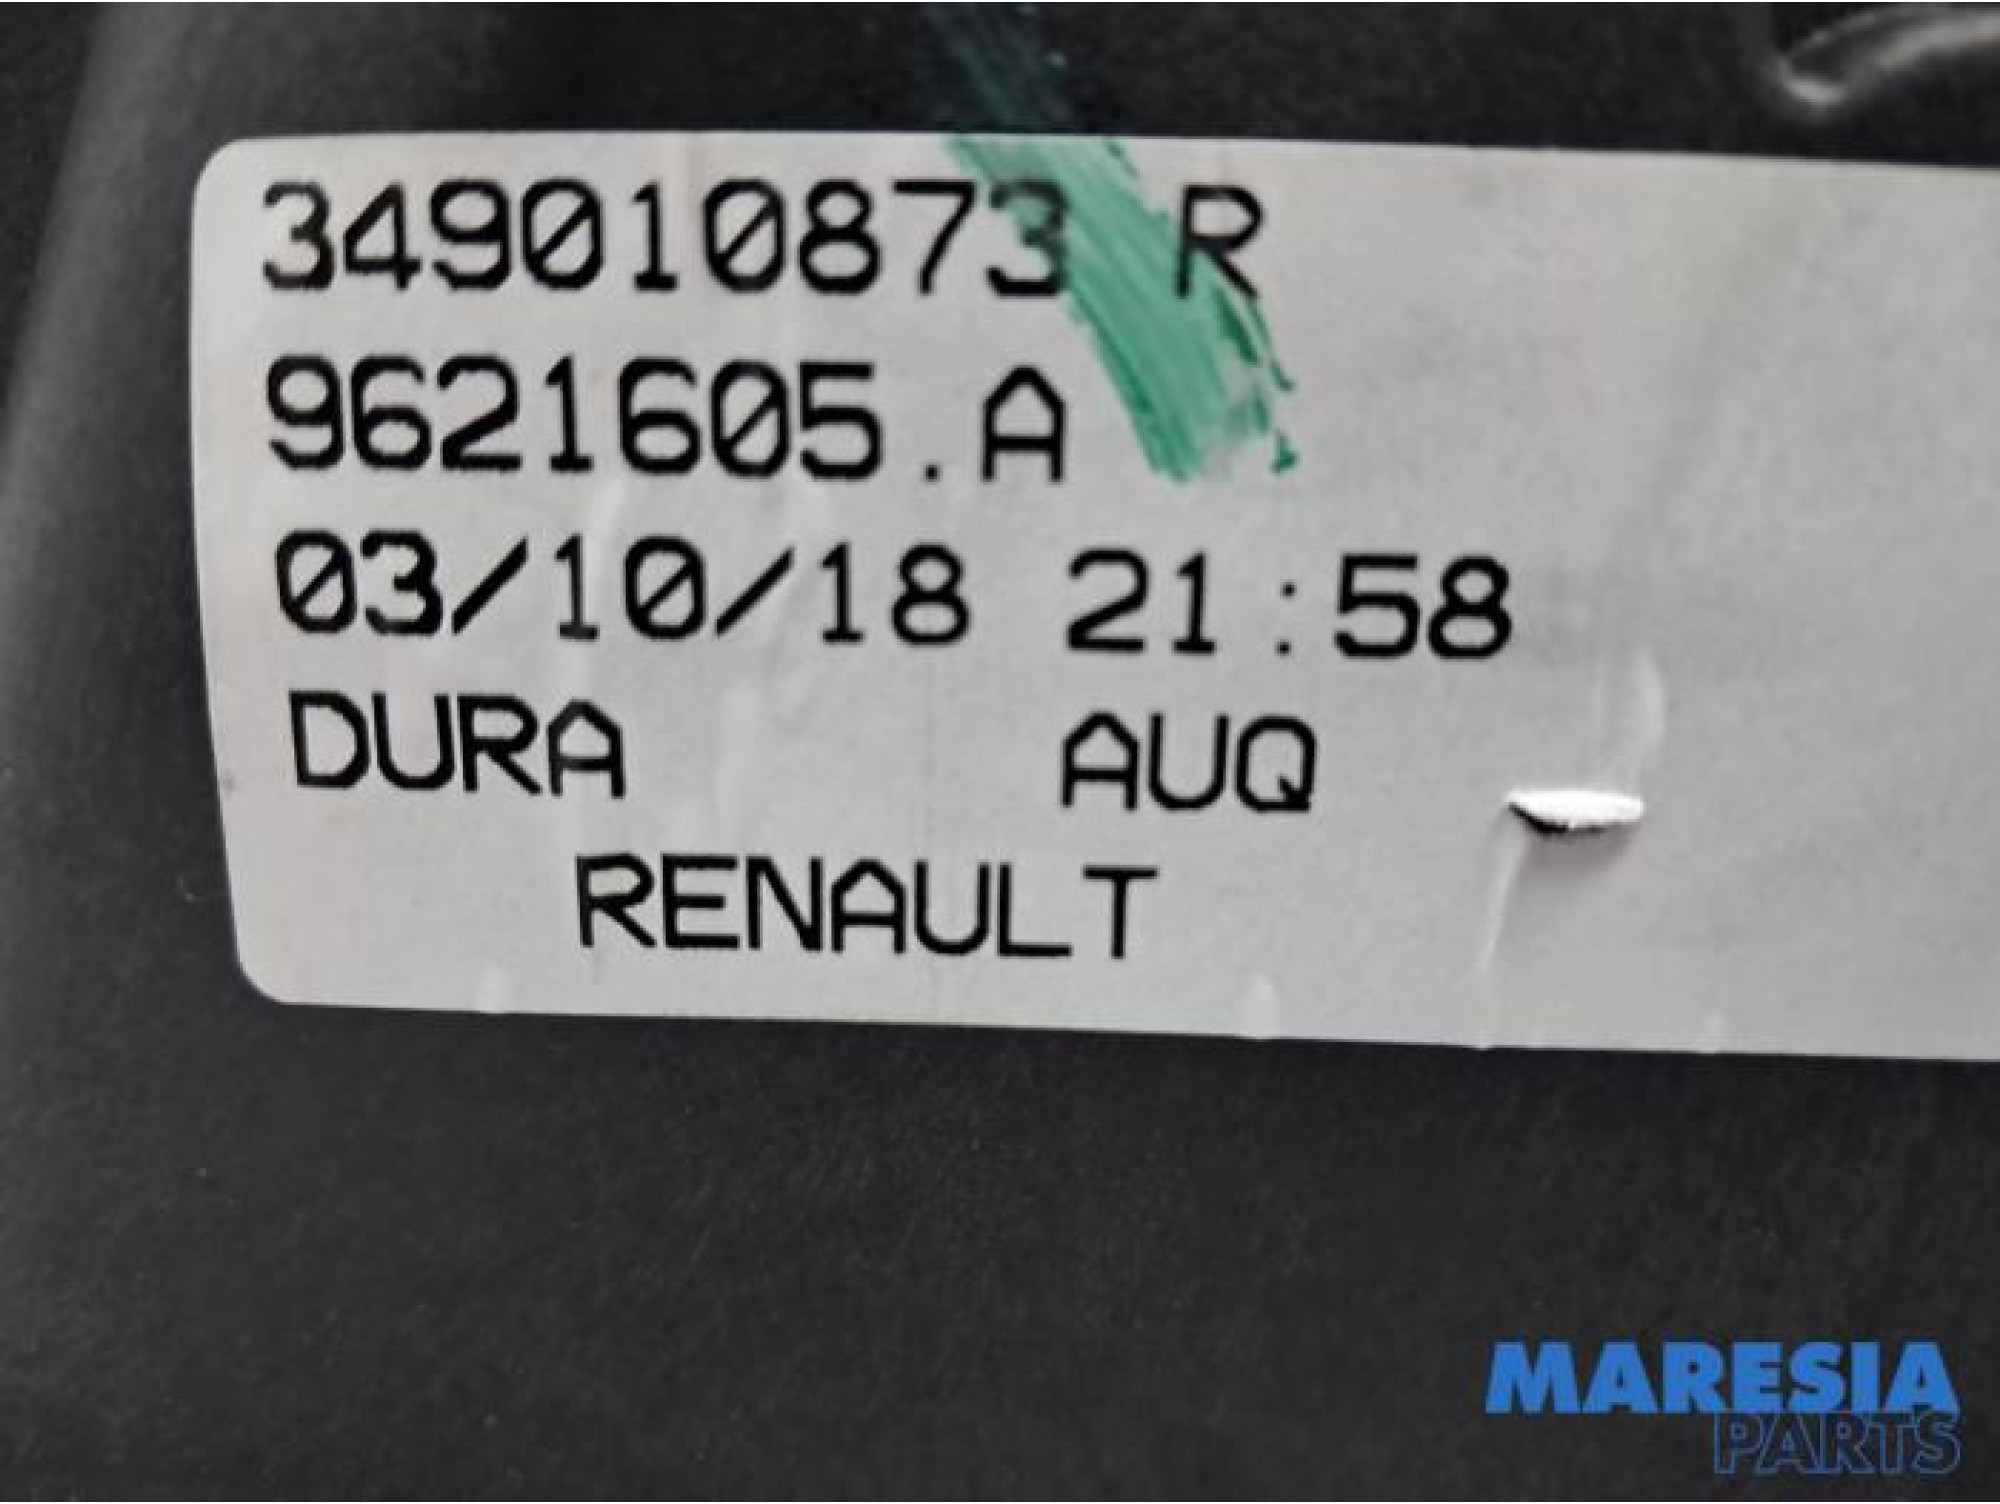 349010873 R
9621605.A
03/10/18 21:58
DURA AUQ
RENAULT
MARESIA
PARTS